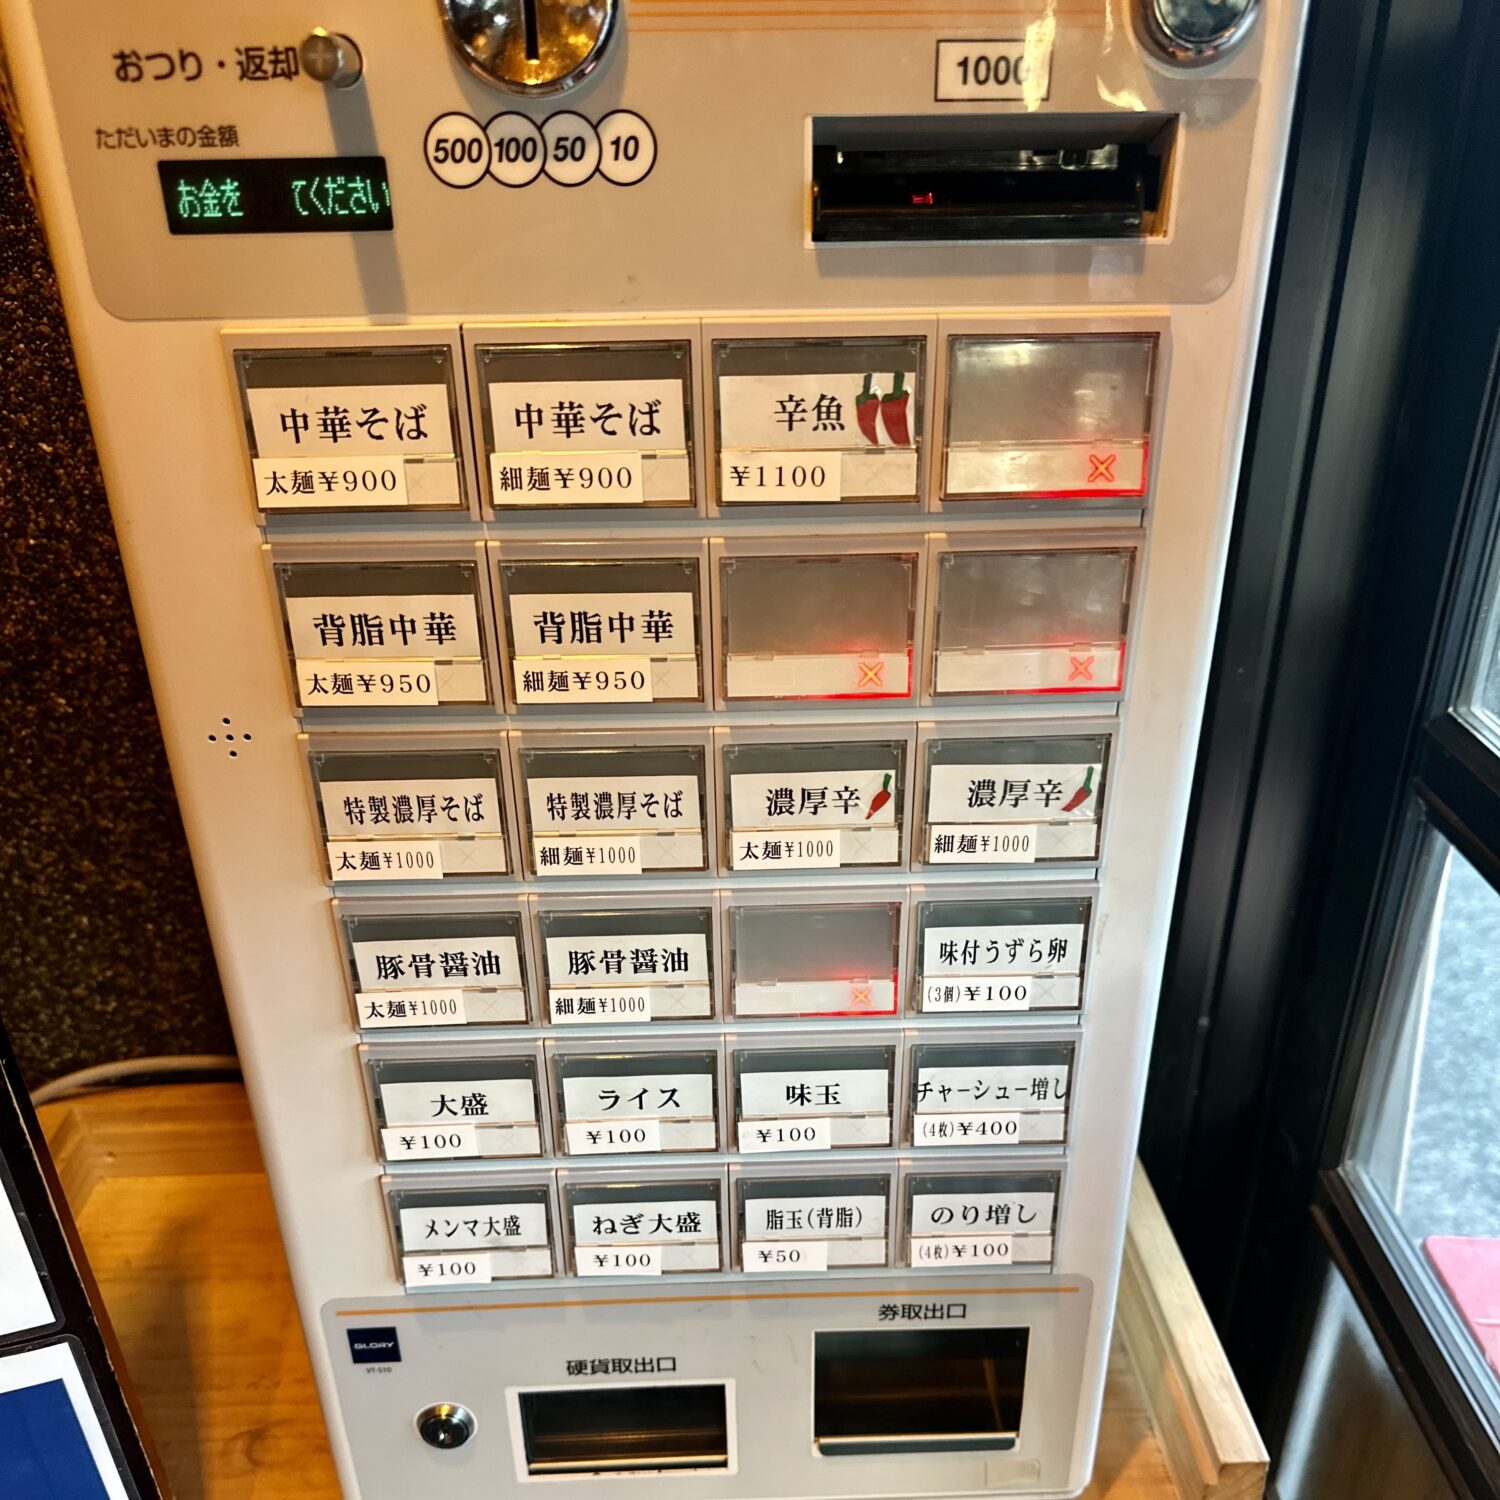 おつり・返却
1000
ただいまの金額
500 100 50 10
お金を てください
中華そば
太麺¥900
中華そば
細麺¥900
辛魚
¥1100
背脂中華
太麺¥950
背脂中華
細麺¥950
特製濃厚そば
太麺¥1000
特製濃厚そば
細麺¥1000
濃厚辛
太麺¥1000
濃厚辛
細麺¥1000
豚骨醤油
太麺¥1000
豚骨醤油
細麺¥1000
味付うずら卵
(3個)¥100
大盛
¥100
ライス
¥100
味玉
¥100
チャーシュー増し
(4枚)¥400
メンマ大盛
¥100
ねぎ大盛
¥100
脂玉(背脂)
¥50
のり増し
(4枚)¥100
券取出口
GLORY
VT-S10
硬貨取出口